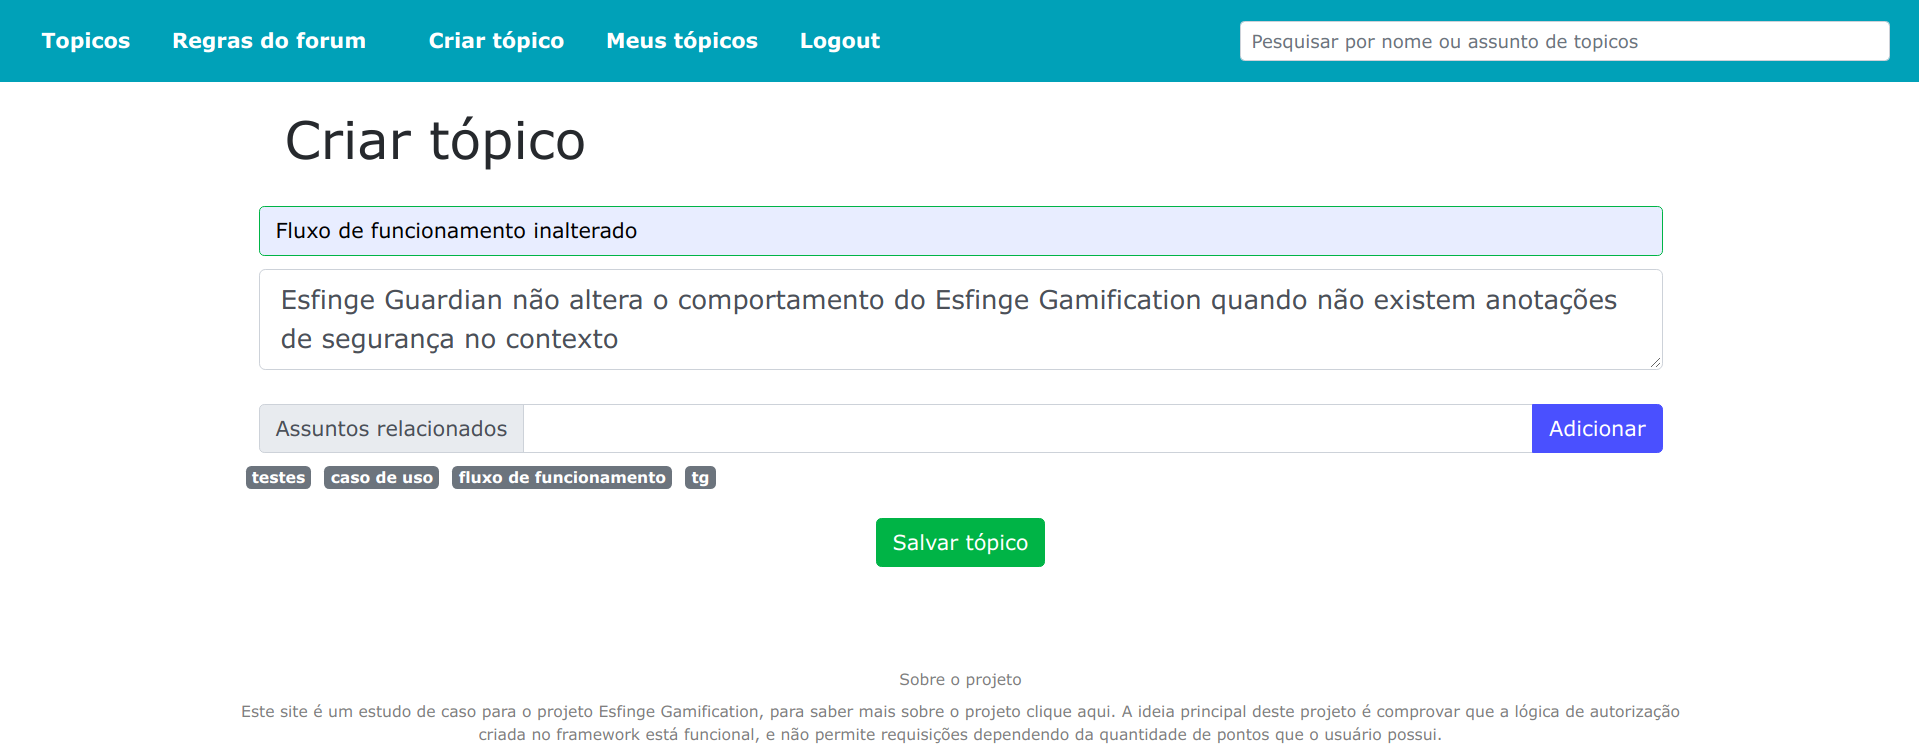 Topicos Regras do forum Criar tópico Meus tópicos Logout Pesquisar por nome ou assunto de topicos
Criar tópico
Fluxo de funcionamento inalterado
Esfinge Guardian não altera o comportamento do Esfinge Gamification quando não existem anotações
de segurança no contexto
Assuntos relacionados Adicionar
testes caso de uso fluxo de funcionamento tg
Salvar tópico
Sobre o projeto
Este site é um estudo de caso para o projeto Esfinge Gamification, para saber mais sobre o projeto clique aqui. A ideia principal deste projeto é comprovar que a lógica de autorização
criada no framework está funcional, e não permite requisições dependendo da quantidade de pontos que o usuário possui.